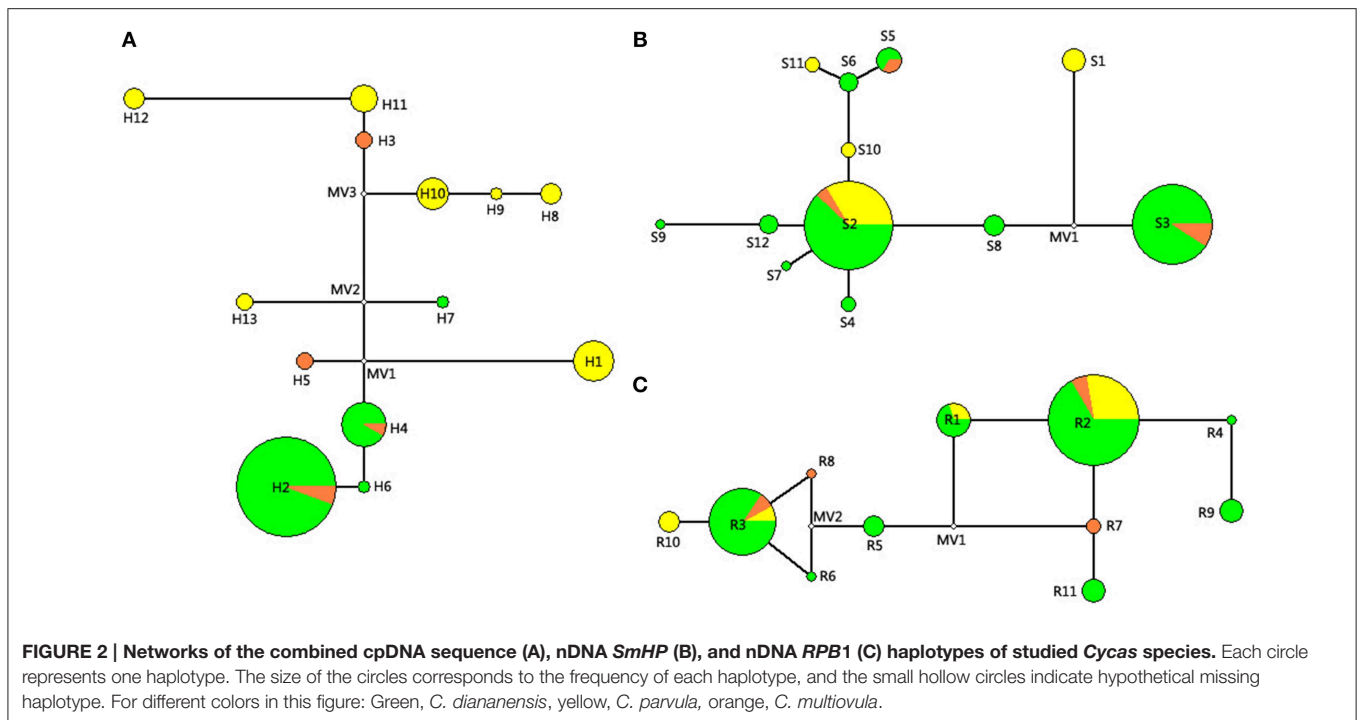 A
H12
H11
H3
MV3
H10
H9
H8
MV2
H13
H7
H5
MV1
H1
H4
H2
H6
B
S11
S6
S5
S1
S10
S9
S12
S2
S8
MV1
S3
S7
S4
C
R1
R2
R4
R8
R9
R10
R3
MV2
R5
MV1
R7
R6
R11
FIGURE 2 | Networks of the combined cpDNA sequence (A), nDNA SmHP (B), and nDNA RPB1 (C) haplotypes of studied Cycas species. Each circle
represents one haplotype. The size of the circles corresponds to the frequency of each haplotype, and the small hollow circles indicate hypothetical missing
haplotype. For different colors in this figure: Green, C. diananensis, yellow, C. parvula, orange, C. multiovula.